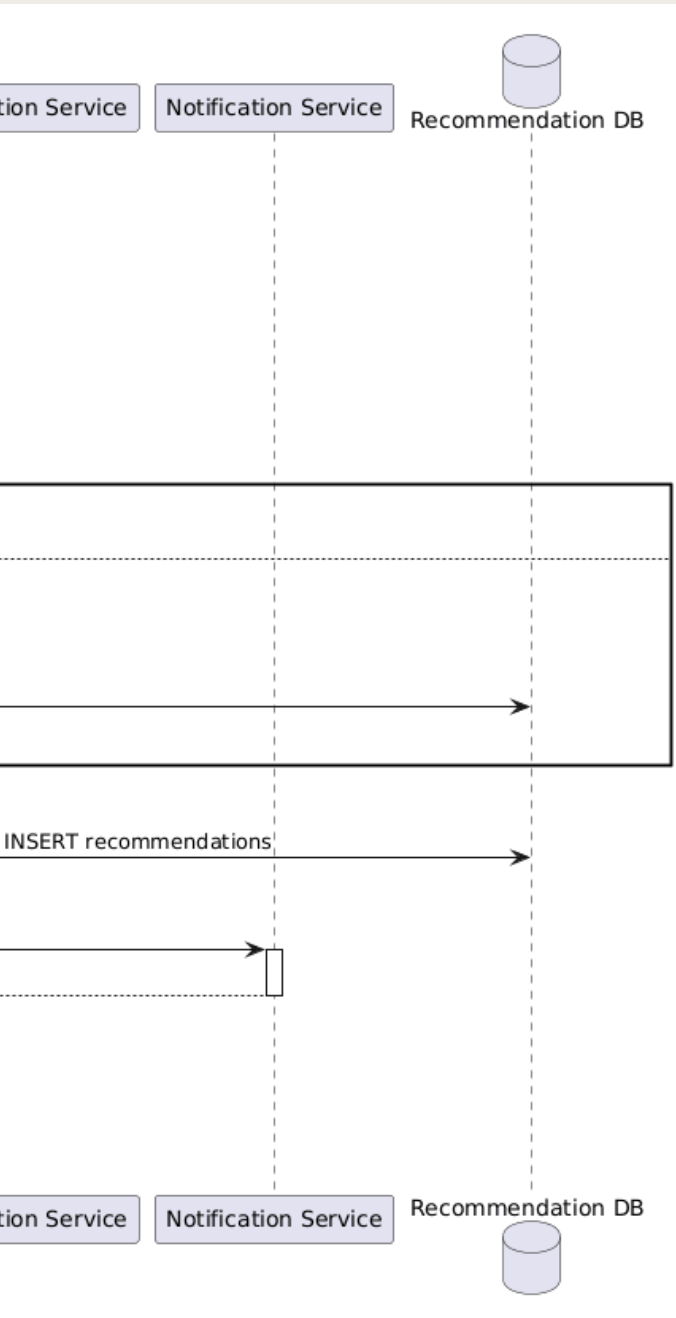 tion Service
Notification Service
Recommendation DB
INSERT recommendations
tion Service
Notification Service
Recommendation DB